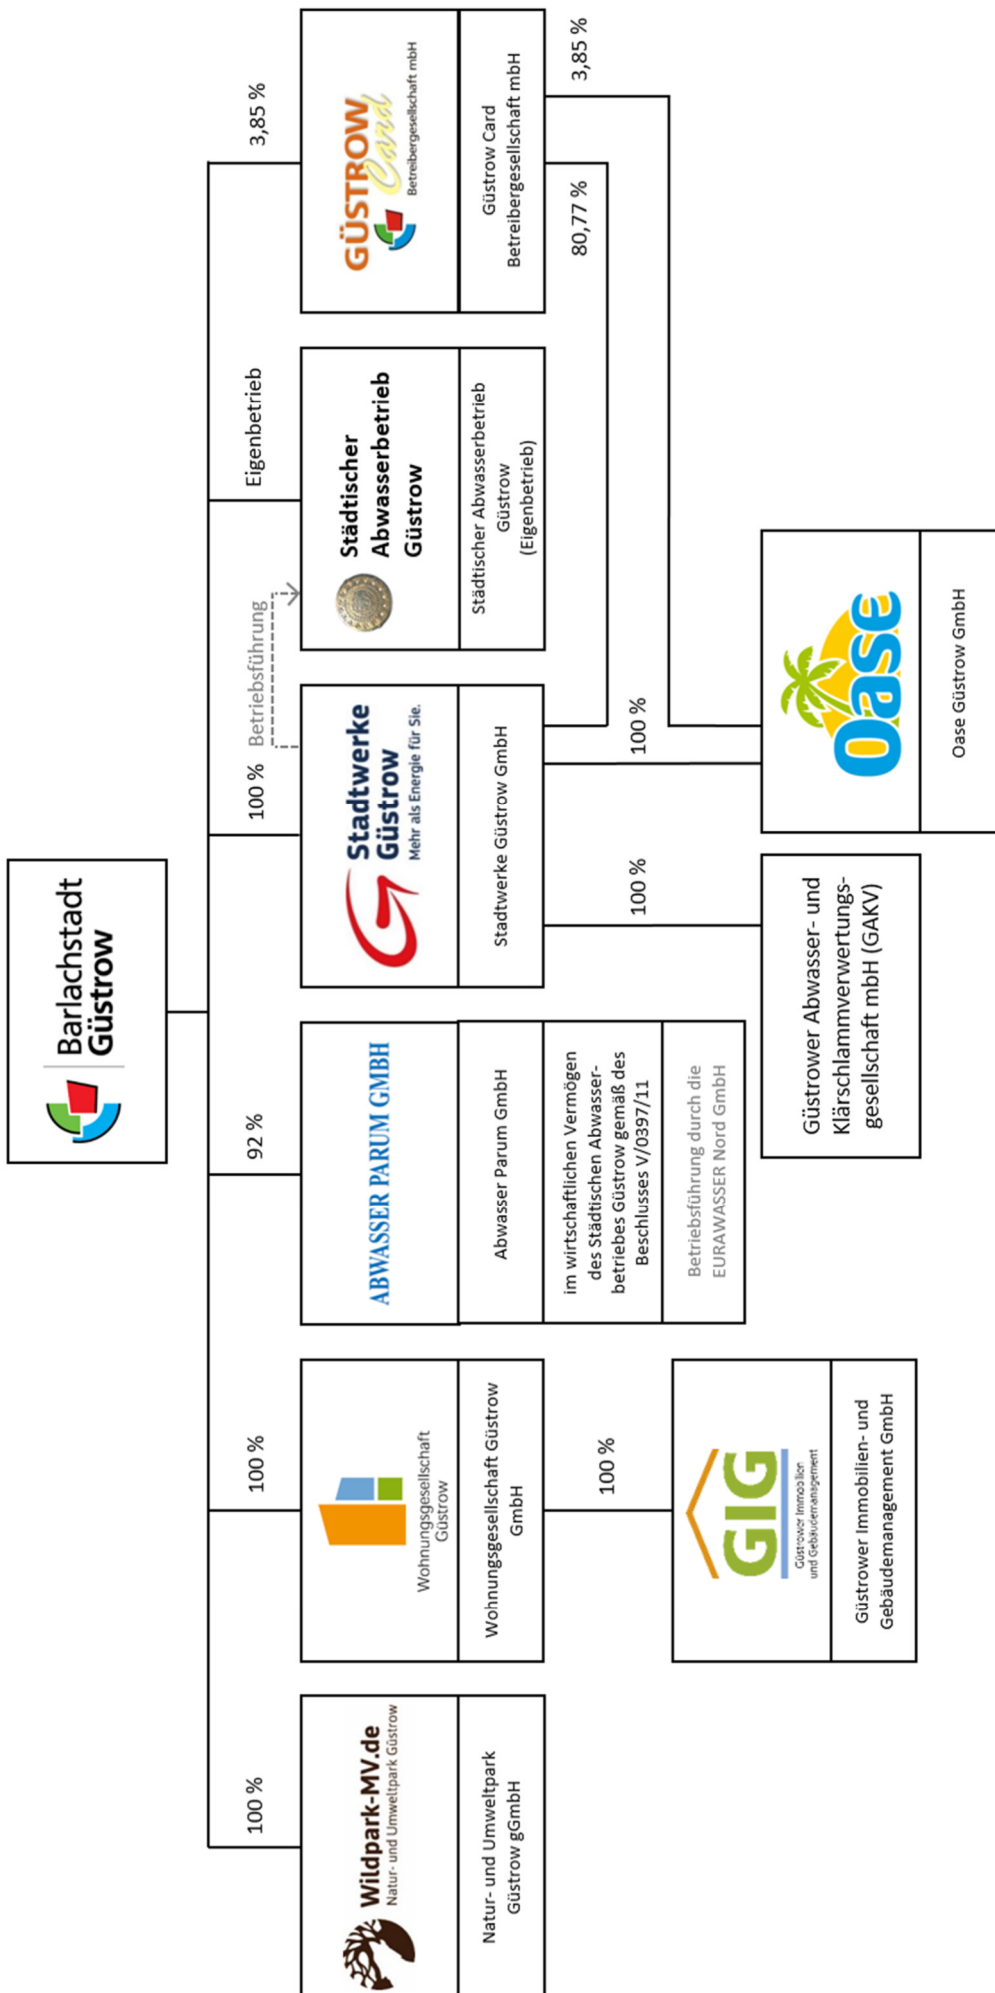 Barlachstadt
Güstrow
100 %
100 %
92 %
100 %
Betriebsführung
Eigenbetrieb
3,85 %
Wildpark-MV.de
Natur- und Umweltpark Güstrow
Natur- und Umweltpark
Güstrow gGmbH
Wohnungsgesellschaft
Güstrow
Wohnungsgesellschaft Güstrow
GmbH
ABWASSER PARUM GMBH
Abwasser Parum GmbH
im wirtschaftlichen Vermögen
des Städtischen Abwasser-
betriebes Güstrow gemäß des
Beschlusses V/0397/11
Betriebsführung durch die
EURAWASSER Nord GmbH
Stadtwerke
Güstrow
Mehr als Energie für Sie.
Stadtwerke Güstrow GmbH
Städtischer
Abwasserbetrieb
Güstrow
Städtischer Abwasserbetrieb
Güstrow
(Eigenbetrieb)
GÜSTROW
Card
Betreibergesellschaft mbH
Güstrow Card
Betreibergesellschaft mbH
100 %
100 %
100 %
80,77 %
3,85 %
GIG
Güstrower Immobilien
und Gebäudemanagement
Güstrower Immobilien- und
Gebäudemanagement GmbH
Güstrower Abwasser- und
Klärschlammverwertungs-
gesellschaft mbH (GAKV)
Oase
Oase Güstrow GmbH